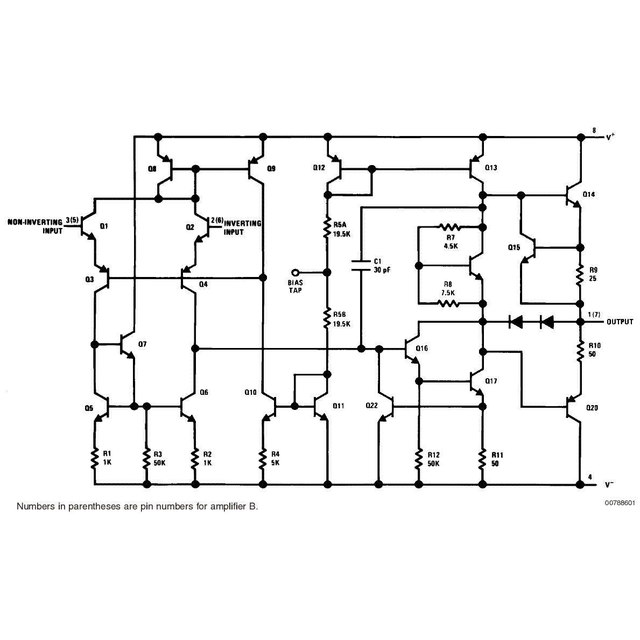 8
V+
Q8
Q9
Q12
Q13
Q14
NON-INVERTING
INPUT
3(5)
Q1
Q2
2(6)
INVERTING
INPUT
R5A
19.5K
R7
4.5K
Q15
Q3
Q4
C1
30 pF
BIAS
TAP
R8
7.5K
R9
25
R5B
19.5K
1(7)
OUTPUT
Q7
Q16
R10
50
Q5
Q6
Q10
Q11
Q22
Q17
Q20
R1
1K
R3
50K
R2
1K
R4
5K
R12
50K
R11
50
4
V−
Numbers in parentheses are pin numbers for amplifier B.
00788601